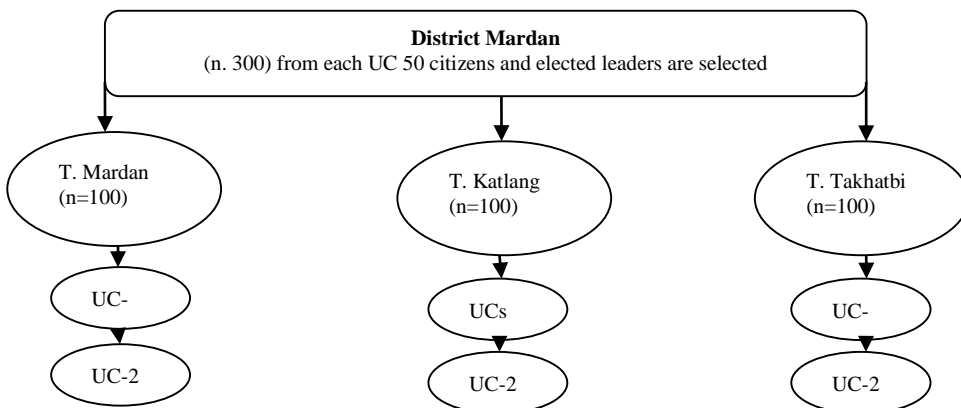 District Mardan
(n. 300) from each UC 50 citizens and elected leaders are selected
T. Mardan
(n=100)
T. Katlang
(n=100)
T. Takhatbi
(n=100)
UC-
UCs
UC-
UC-2
UC-2
UC-2